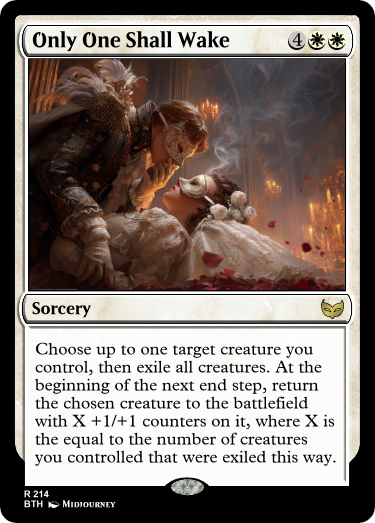 Only One Shall Wake 4
Sorcery
Choose up to one target creature you
control, then exile all creatures. At the
beginning of the next end step, return
the chosen creature to the battlefield
with X +1/+1 counters on it, where X is
the equal to the number of creatures
you controlled that were exiled this way.
R 214
BTH MIDJOURNEY